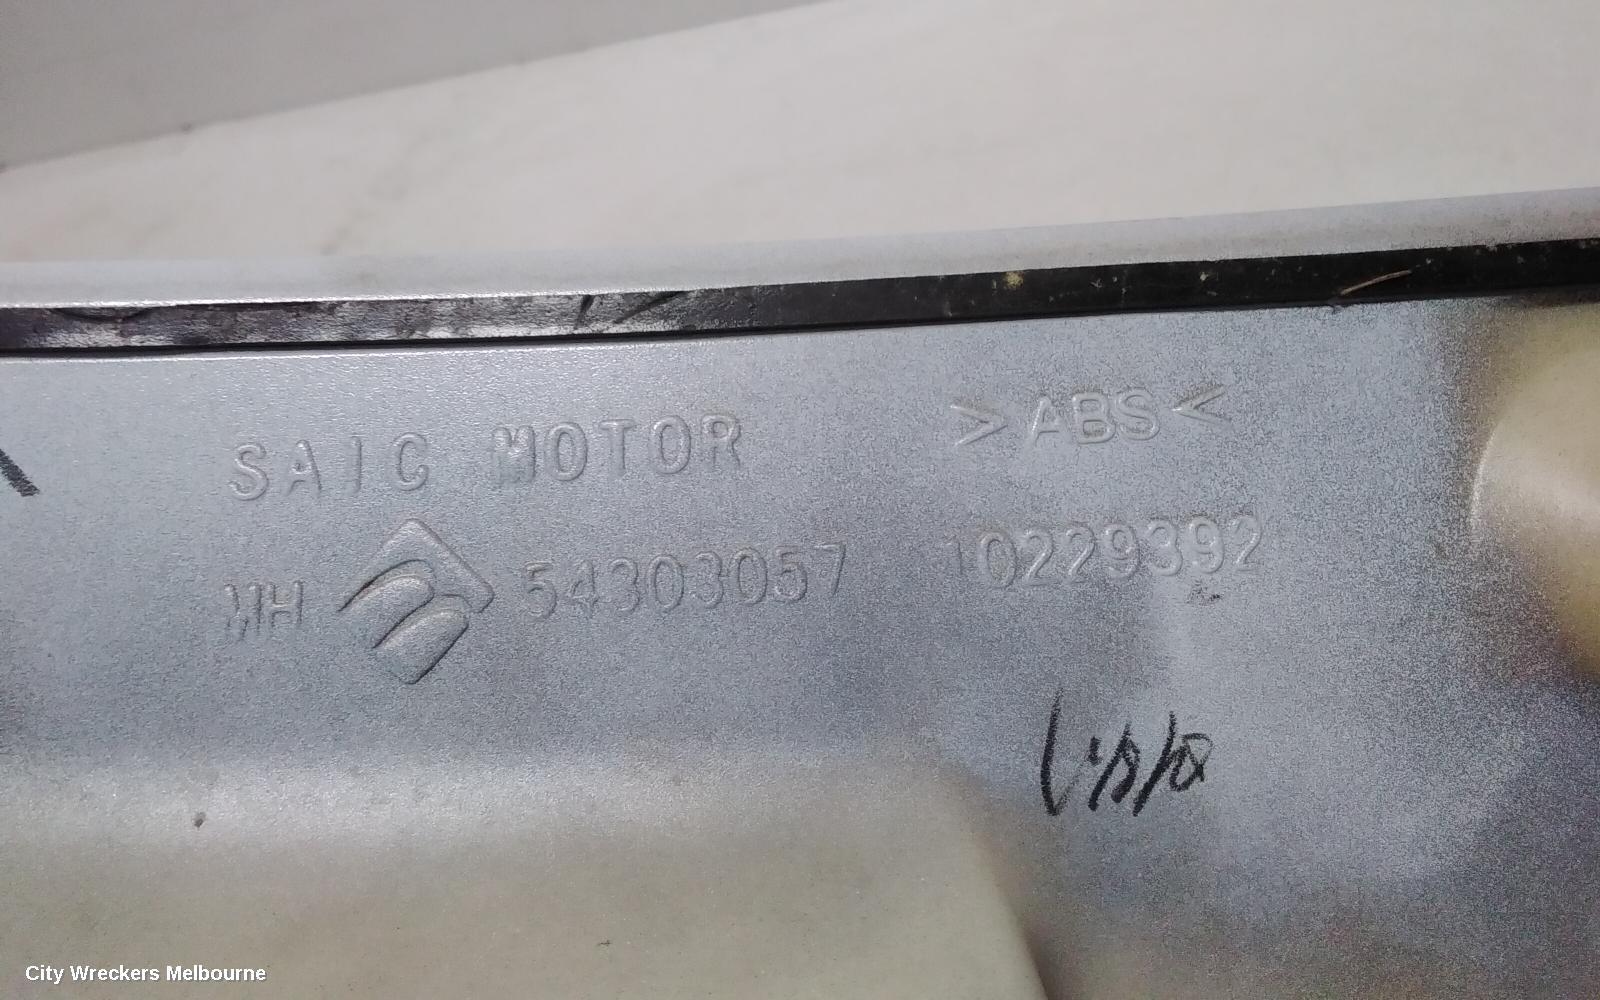 SAIC MOTOR
>ABS<
MH 54303057 10229392
City Wreckers Melbourne